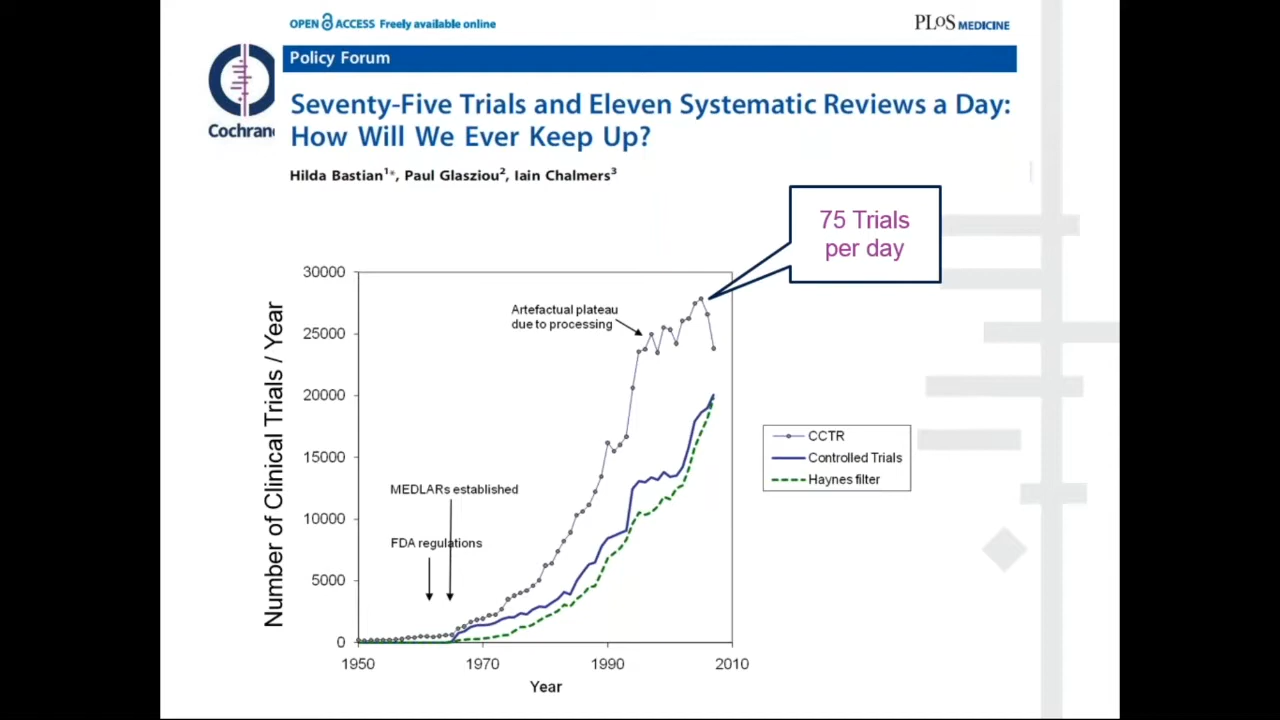 OPEN ACCESS Freely available online
PLoS MEDICINE
Policy Forum
Cochran
Seventy-Five Trials and Eleven Systematic Reviews a Day:
How Will We Ever Keep Up?
Hilda Bastian1*, Paul Glasziou2, Iain Chalmers3
75 Trials
per day
Number of Clinical Trials / Year
30000
25000
20000
15000
10000
5000
0
Artefactual plateau
due to processing
MEDLARs established
FDA regulations
CCTR
Controlled Trials
Haynes filter
1950
1970
1990
2010
Year